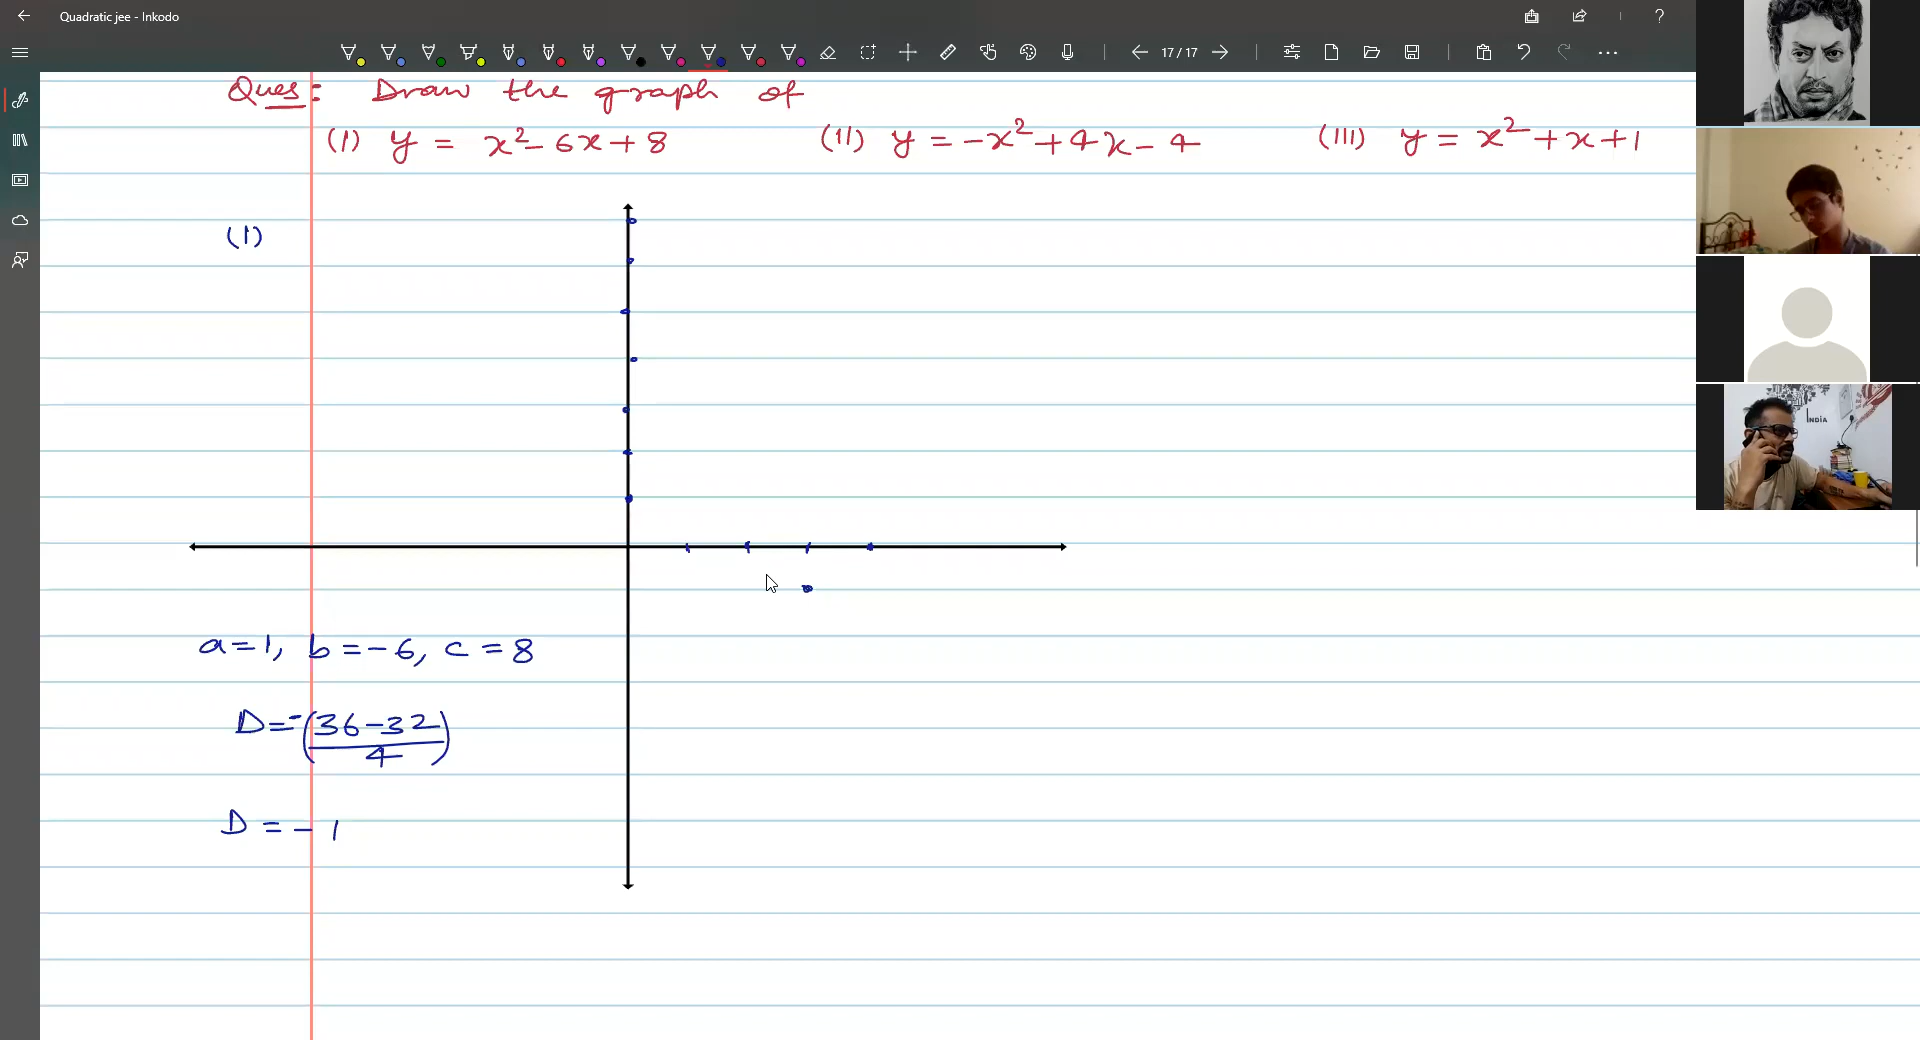 Quadratic jee - Inkodo
17 / 17
Ques: Draw the graph of
(I) y = x² - 6x + 8 (II) y = -x² + 4x - 4 (III) y = x² + x + 1
(I)
INDIA
a = 1, b = -6, c = 8
D = -(36 - 32 / 4)
D = -1